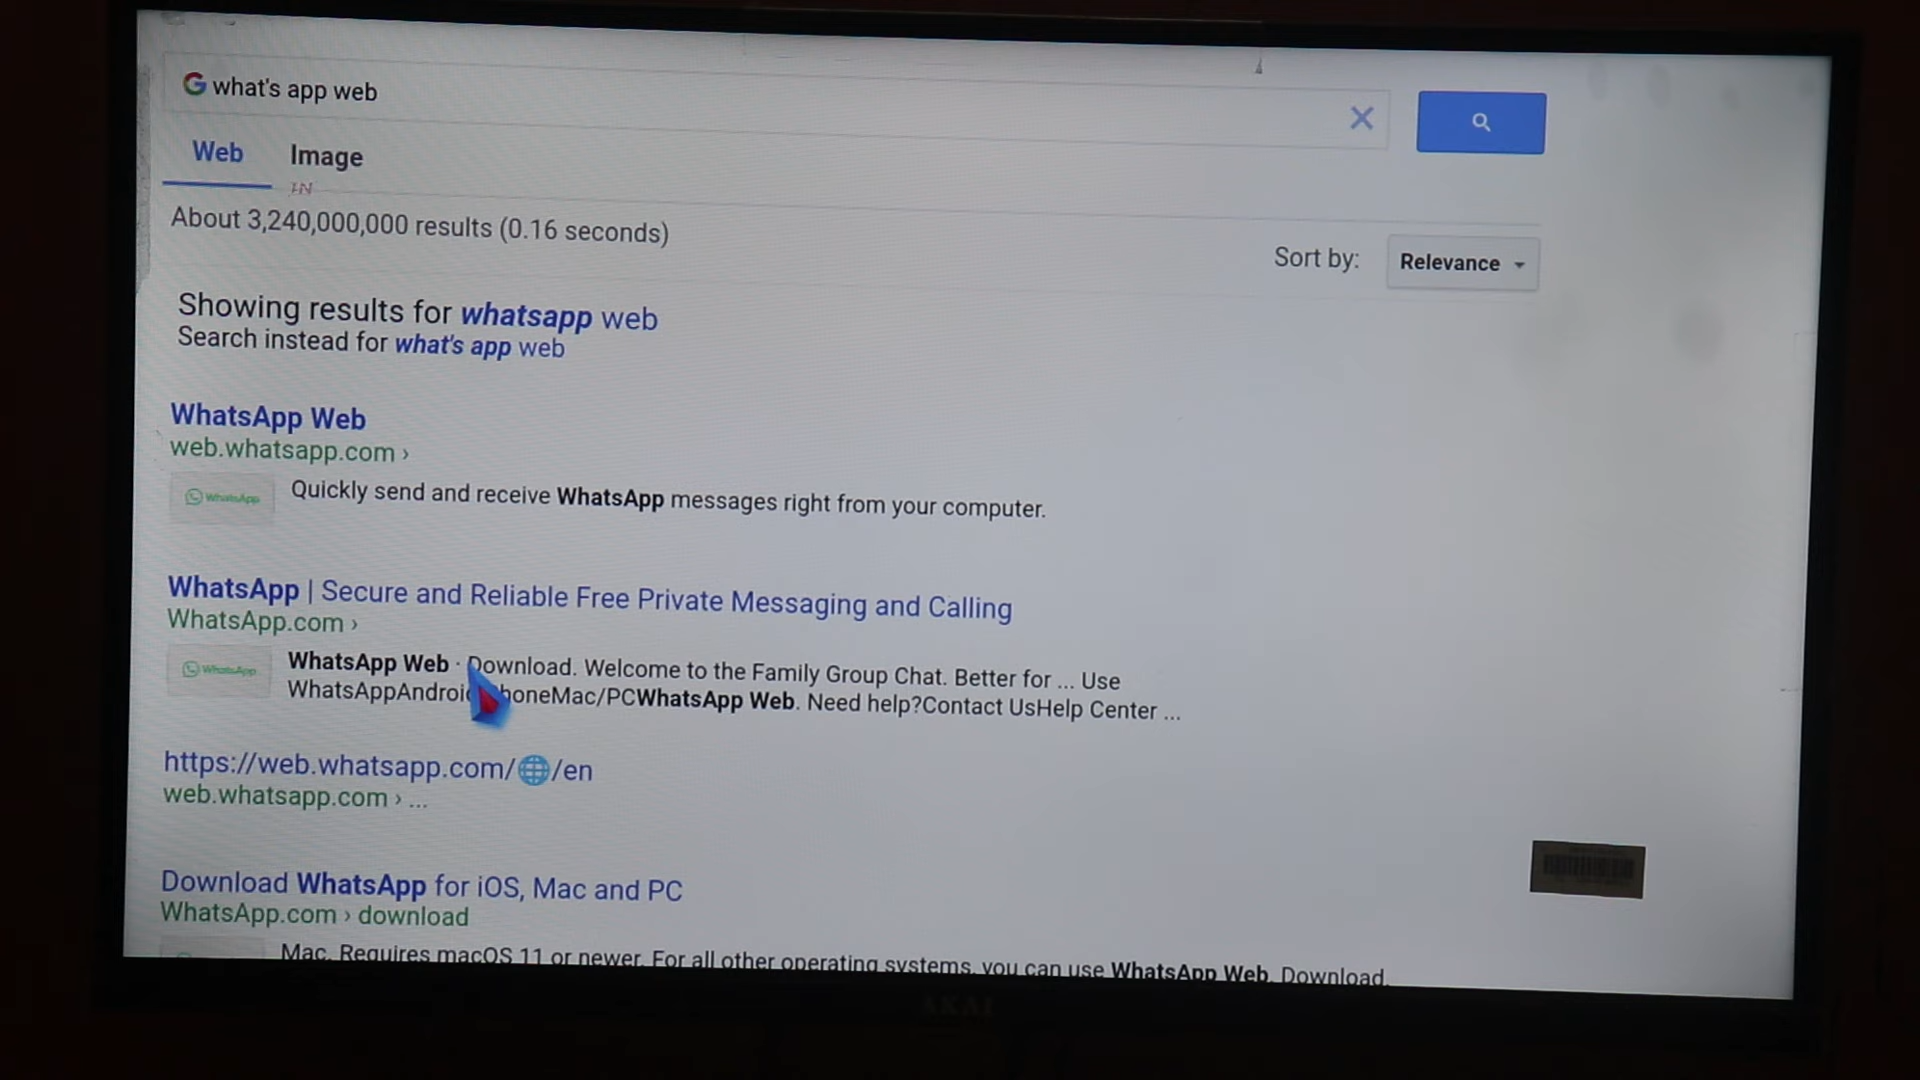 what's app web
Web Image
IN
About 3,240,000,000 results (0.16 seconds)
Sort by: Relevance
Showing results for whatsapp web
Search instead for what's app web
WhatsApp Web
web.whatsapp.com ›
WhatsApp
Quickly send and receive WhatsApp messages right from your computer.
WhatsApp | Secure and Reliable Free Private Messaging and Calling
WhatsApp.com ›
WhatsApp
WhatsApp Web · Download. Welcome to the Family Group Chat. Better for ... Use
WhatsAppAndroid honeMac/PCWhatsApp Web. Need help?Contact UsHelp Center ...
https://web.whatsapp.com/🌐/en
web.whatsapp.com › ...
Download WhatsApp for iOS, Mac and PC
WhatsApp.com › download
Mac. Requires macOS 11 or newer. For all other operating systems, you can use WhatsApp Web. Download.
AKAI